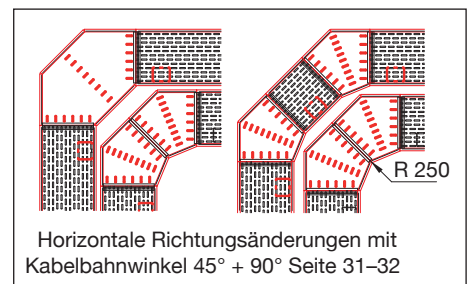 R 250
Horizontale Richtungsänderungen mit
Kabelbahnwinkel 45° + 90° Seite 31–32